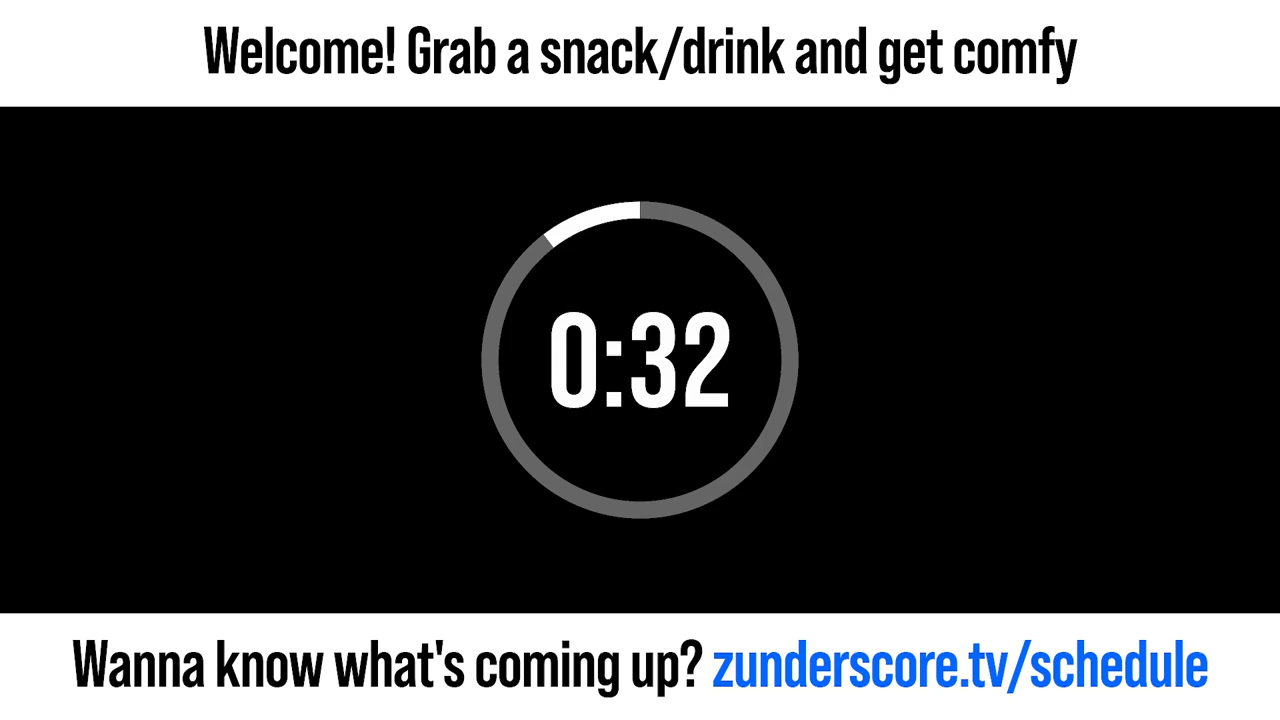 Welcome! Grab a snack/drink and get comfy
0:32
Wanna know what's coming up? zunderscore.tv/schedule